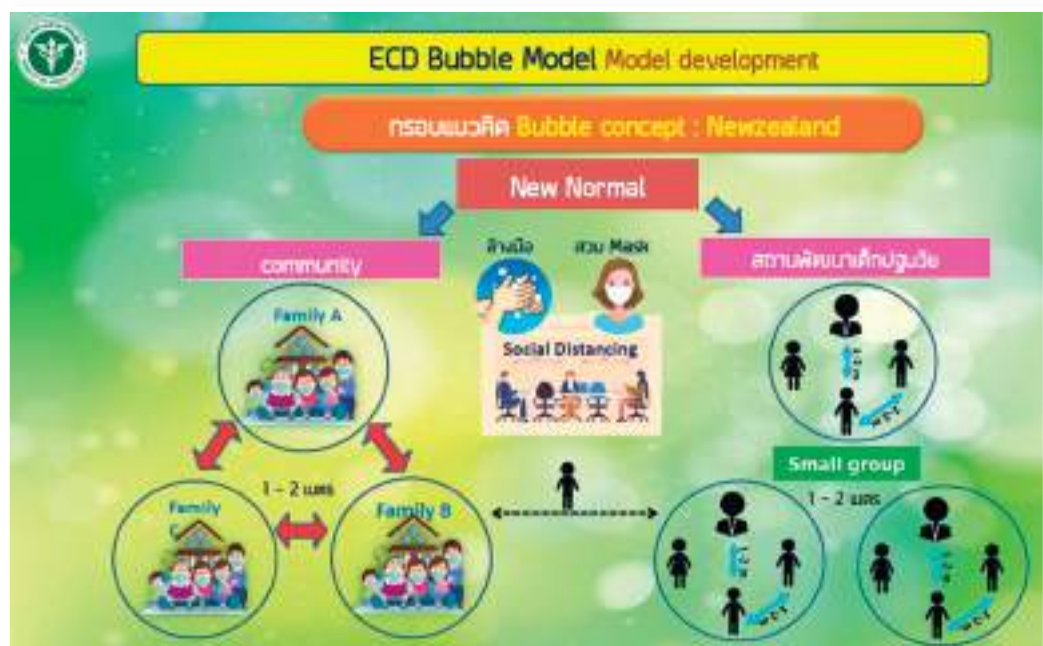 ECD Bubble Model Model development
กรอบแนวคิด Bubble concept : Newzealand
New Normal
community
ล้างมือ
สวม Mask
สถานพัฒนาเด็กปฐมวัย
Family A
Social Distancing
Small group
1 - 2 เมตร
1 - 2 เมตร
Family
C
Family B